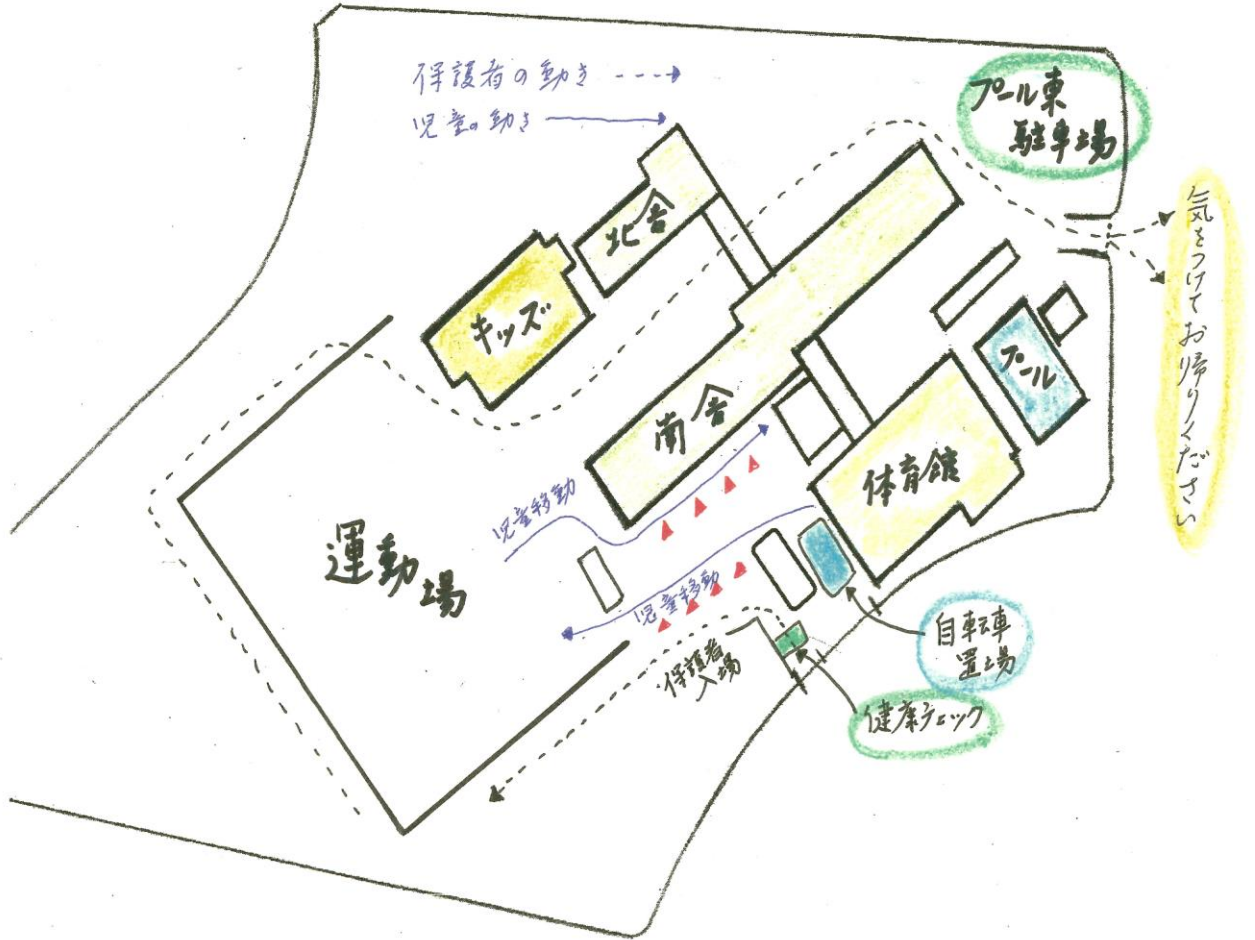 保護者の動き
児童の動き
プール東
駐車場
北舎
キッズ
気をつけてお帰りください
プール
南舎
体育館
児童移動
運動場
児童移動
自転車
置場
保護者
入場
健康チェック